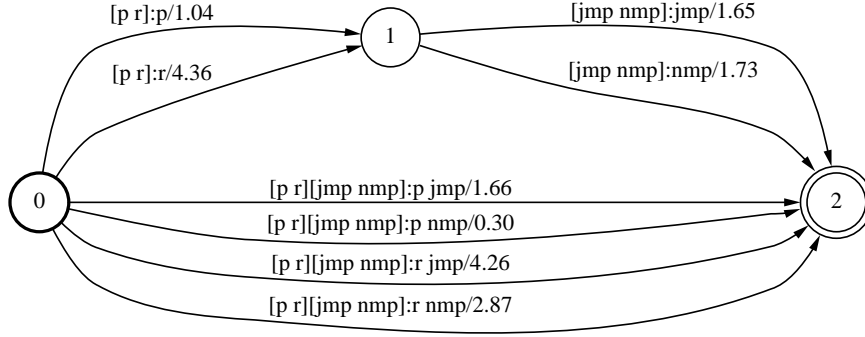 [p r]:p/1.04
1
[jmp nmp]:jmp/1.65
[p r]:r/4.36
[jmp nmp]:nmp/1.73
0
[p r][jmp nmp]:p jmp/1.66
2
[p r][jmp nmp]:p nmp/0.30
[p r][jmp nmp]:r jmp/4.26
[p r][jmp nmp]:r nmp/2.87